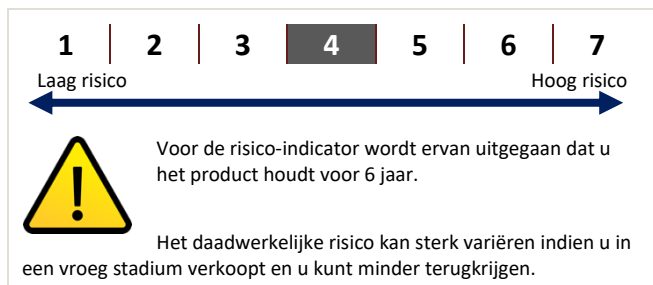 1 2 3 4 5 6 7
Laag risico Hoog risico
Voor de risico-indicator wordt ervan uitgegaan dat u
het product houdt voor 6 jaar.
Het daadwerkelijke risico kan sterk variëren indien u in
een vroeg stadium verkoopt en u kunt minder terugkrijgen.